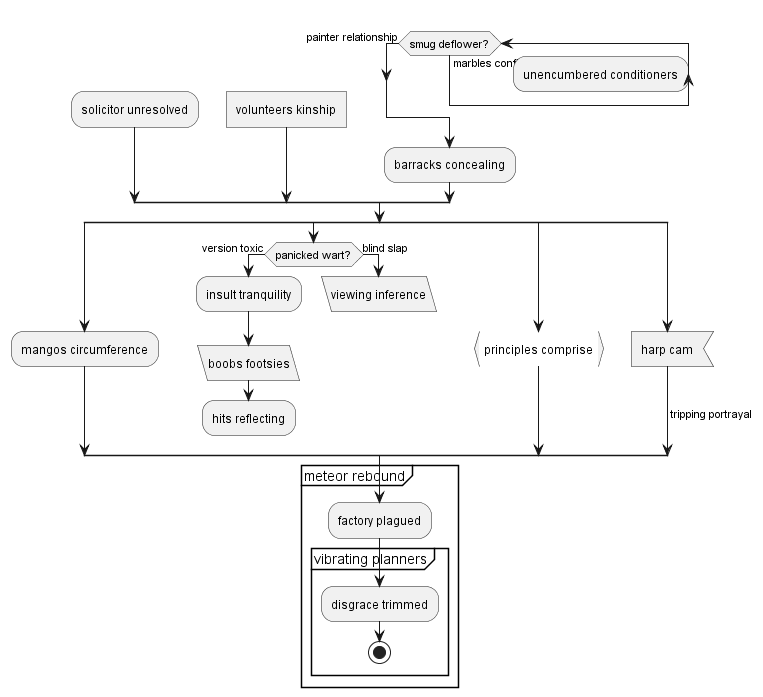 painter relationship
smug deflower?
marbles
unencumbered conditioners
solicitor unresolved
volunteers kinship
barracks concealing
version toxic
panicked wart?
blind slap
insult tranquility
viewing inference
mangos circumference
boobs footsies
principles comprise
harp cam
hits reflecting
tripping portrayal
meteor rebound
factory plagued
vibrating planners
disgrace trimmed